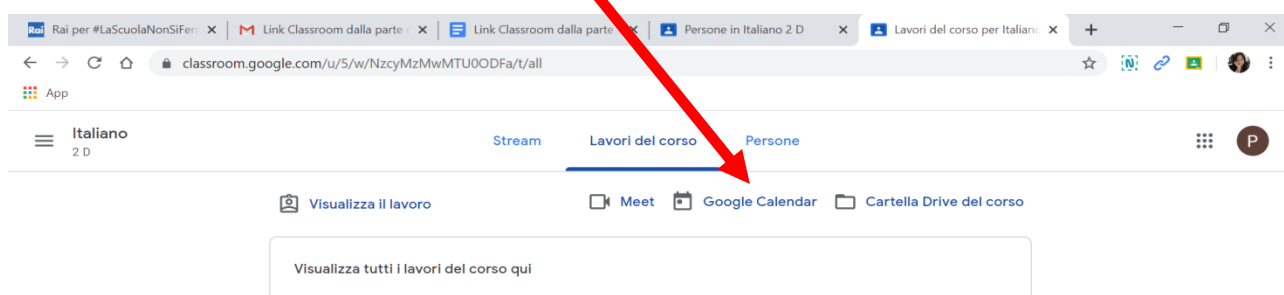 Rai Rai per #LaScuolaNonSiFerr
Link Classroom dalla parte
Link Classroom dalla parte
Persone in Italiano 2 D
Lavori del corso per Italiano
classroom.google.com/u/5/w/NzcyMzMwMTU0ODFa/t/all
App
Italiano
2 D
Stream Lavori del corso Persone
P
Visualizza il lavoro
Meet Google Calendar Cartella Drive del corso
Visualizza tutti i lavori del corso qui